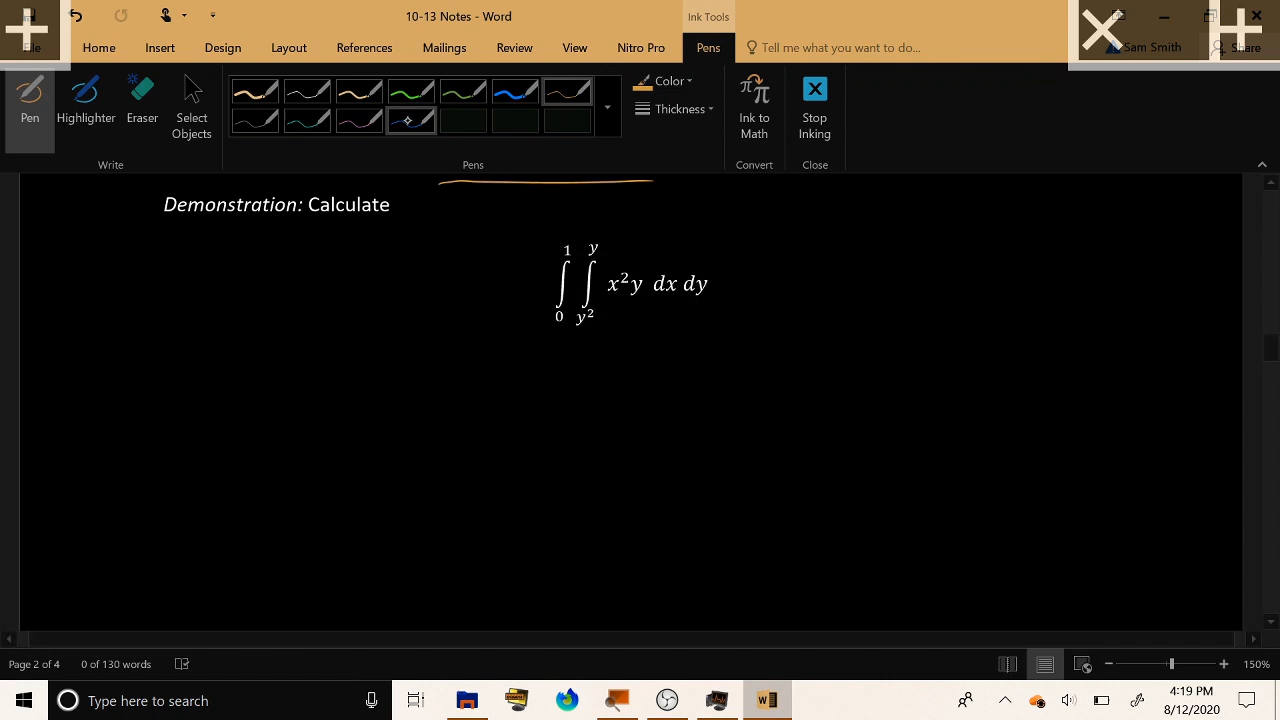 10-13 Notes - Word
Ink Tools
File Home Insert Design Layout References Mailings Review View Nitro Pro Pens Tell me what you want to do... Sam Smith Share
Pen Highlighter Eraser Select Objects
Color
Thickness
Ink to Math
Stop Inking
Write Pens Convert Close
Demonstration: Calculate
∫₀¹ ∫_{y²}^{y} x²y dx dy
Page 2 of 4 0 of 130 words 150%
Type here to search
4:19 PM
8/12/2020